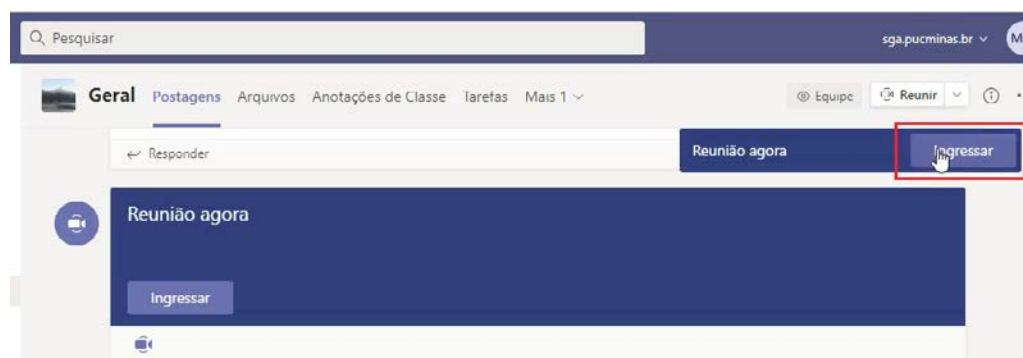 Pesquisar
sga.pucminas.br
M
Geral Postagens Arquivos Anotações de Classe Tarefas Mais 1
Equipe Reunir
Responder
Reunião agora Ingressar
Reunião agora
Ingressar